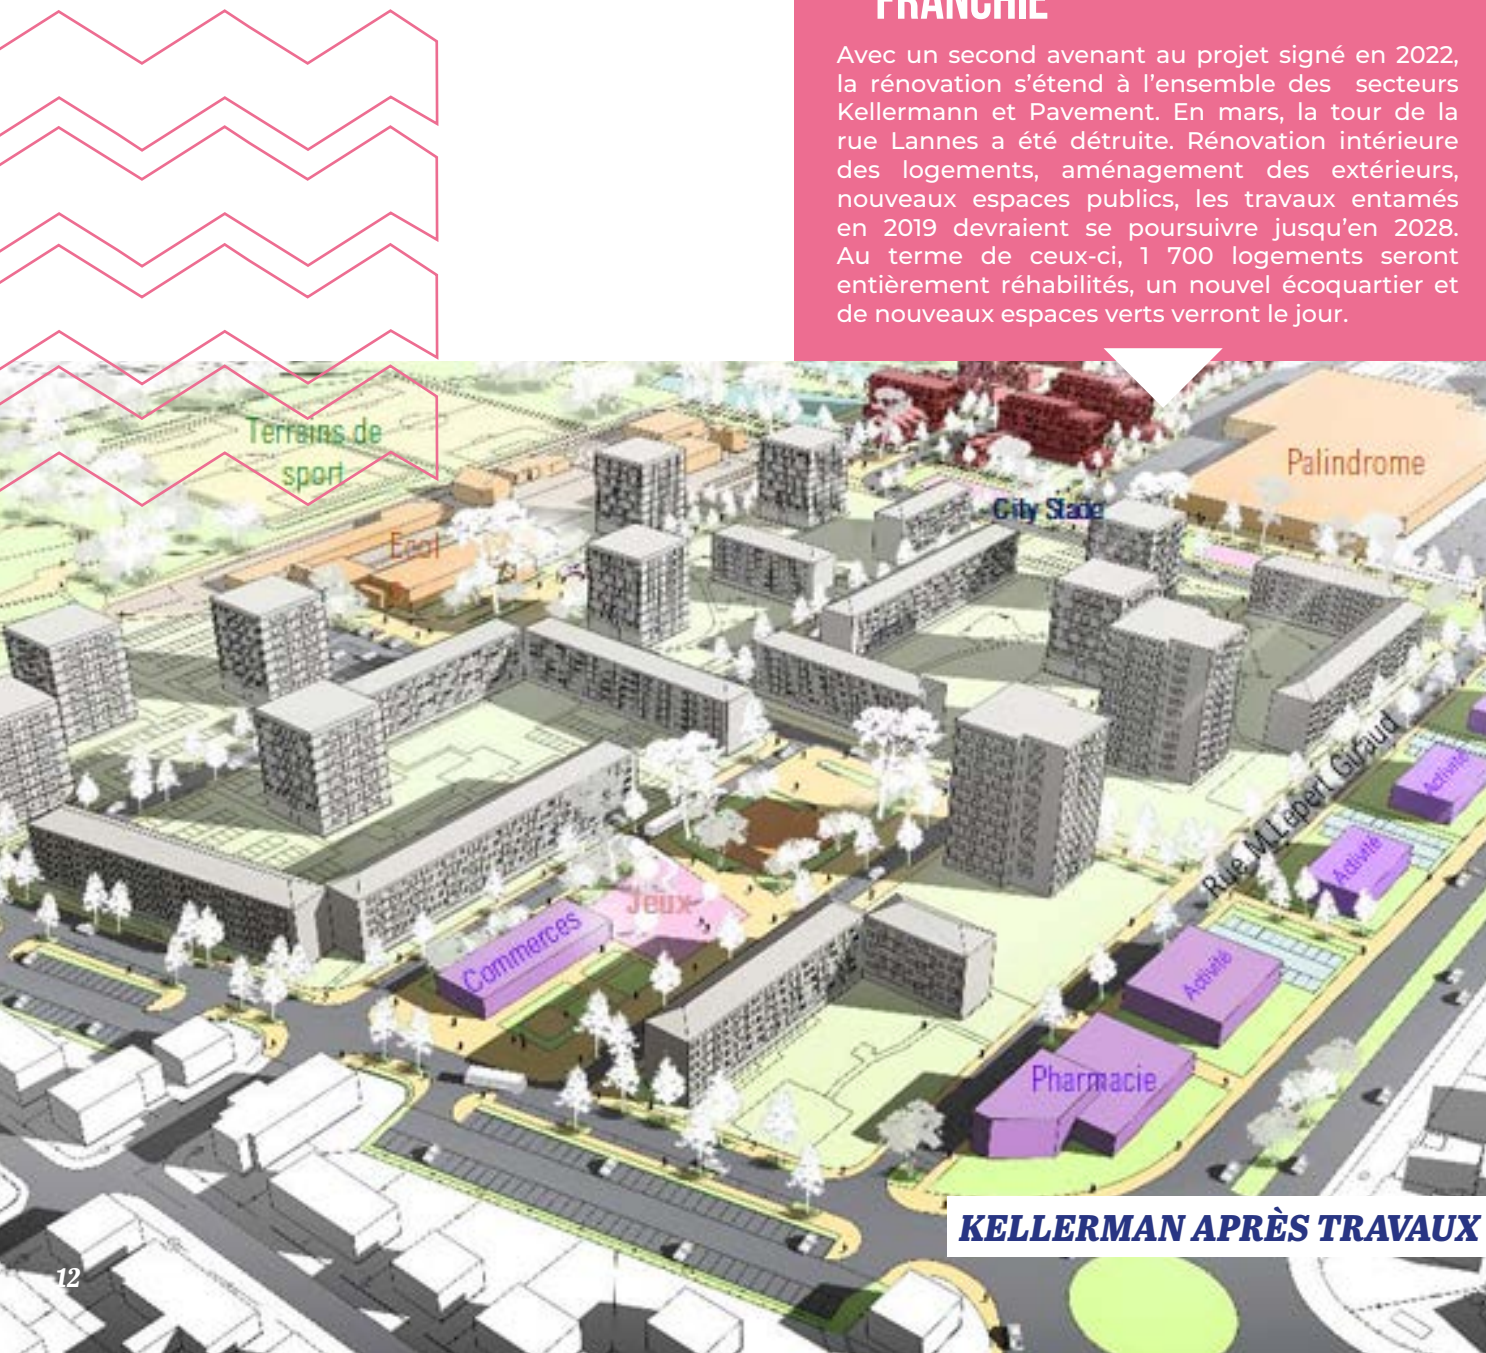 FRANCHIE
Avec un second avenant au projet signé en 2022,
la rénovation s’étend à l’ensemble des secteurs
Kellermann et Pavement. En mars, la tour de la
rue Lannes a été détruite. Rénovation intérieure
des logements, aménagement des extérieurs,
nouveaux espaces publics, les travaux entamés
en 2019 devraient se poursuivre jusqu’en 2028.
Au terme de ceux-ci, 1 700 logements seront
entièrement réhabilités, un nouvel écoquartier et
de nouveaux espaces verts verront le jour.
Terrains de
sport
Palindrome
City Stade
Ecol
Rue M. Lepert Giraud
Activité
Activité
Activité
Jeux
Commerces
Pharmacie
KELLERMAN APRÈS TRAVAUX
12